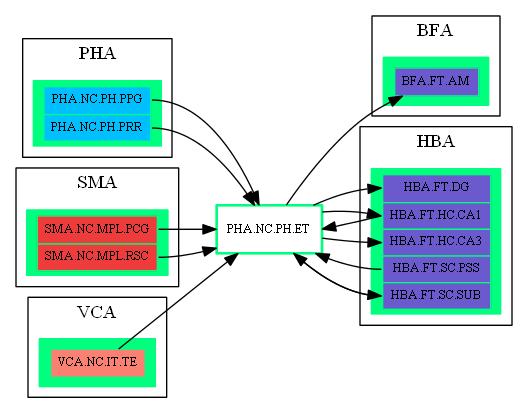 PHA
PHA.NC.PH.PPG
PHA.NC.PH.PRR
SMA
SMA.NC.MPL.PCG
SMA.NC.MPL.RSC
VCA
VCA.NC.IT.TE
PHA.NC.PH.ET
BFA
BFA.FT.AM
HBA
HBA.FT.DG
HBA.FT.HC.CA1
HBA.FT.HC.CA3
HBA.FT.SC.PSS
HBA.FT.SC.SUB